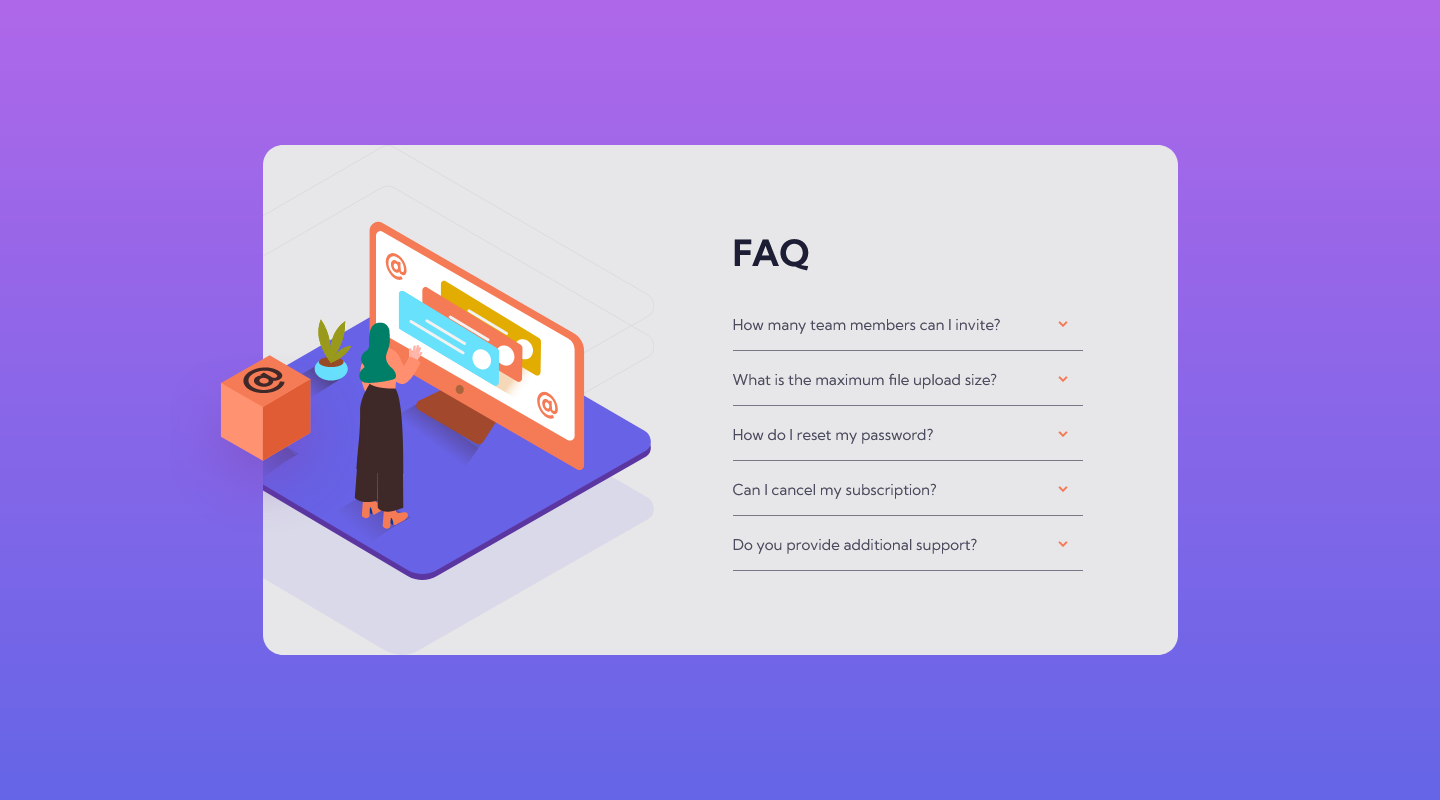 @
@
@
FAQ
How many team members can I invite?
What is the maximum file upload size?
How do I reset my password?
Can I cancel my subscription?
Do you provide additional support?